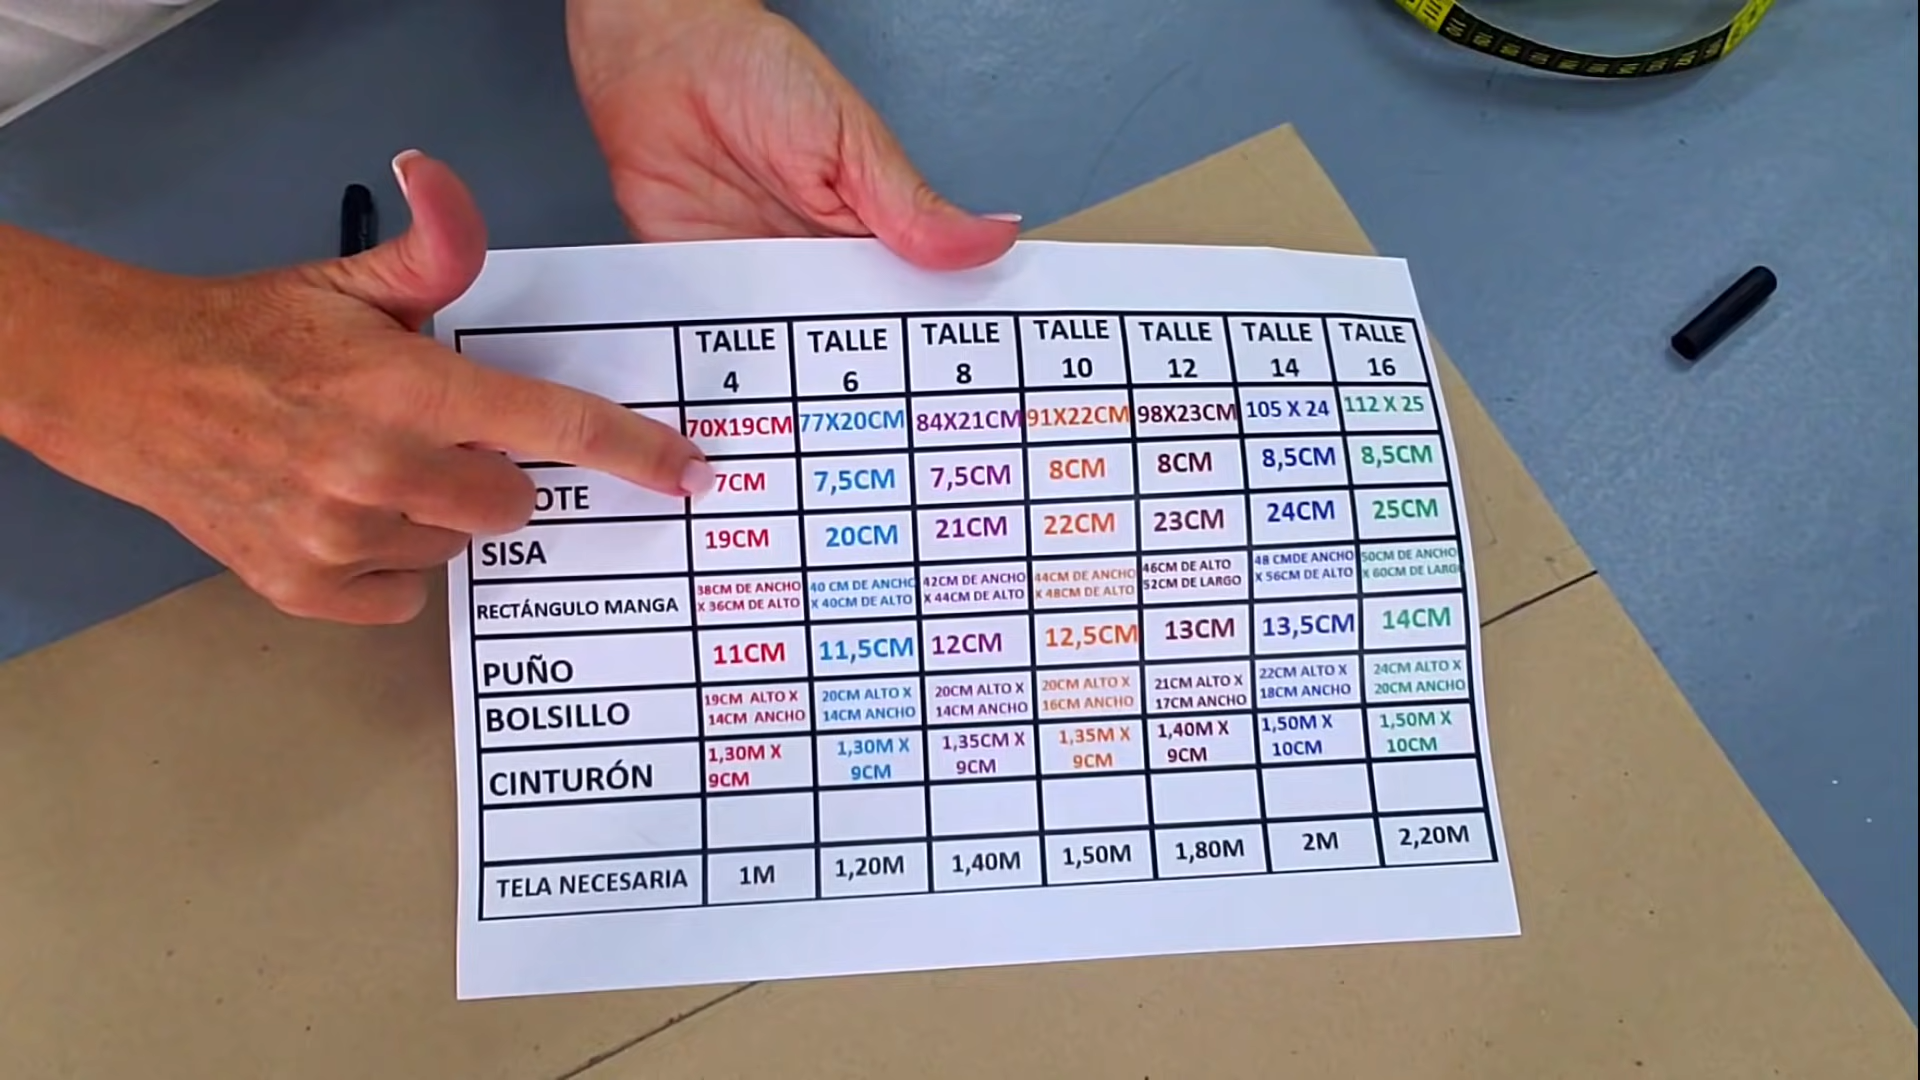 TALLE 4 TALLE 6 TALLE 8 TALLE 10 TALLE 12 TALLE 14 TALLE 16
70X19CM 77X20CM 84X21CM 91X22CM 98X23CM 105 X 24 112 X 25
OTE 7CM 7,5CM 7,5CM 8CM 8CM 8,5CM 8,5CM
SISA 19CM 20CM 21CM 22CM 23CM 24CM 25CM
RECTÁNGULO MANGA 38CM DE ANCHO X 36CM DE ALTO 40 CM DE ANCHO X 40CM DE ALTO 42CM DE ANCHO X 44CM DE ALTO 44CM DE ANCHO X 48CM DE ALTO 46CM DE ALTO 52CM DE LARGO 48 CMDE ANCHO X 56CM DE ALTO 50CM DE ANCHO X 60CM DE LARGO
PUÑO 11CM 11,5CM 12CM 12,5CM 13CM 13,5CM 14CM
BOLSILLO 19CM ALTO X 14CM ANCHO 20CM ALTO X 14CM ANCHO 20CM ALTO X 14CM ANCHO 20CM ALTO X 16CM ANCHO 21CM ALTO X 17CM ANCHO 22CM ALTO X 18CM ANCHO 24CM ALTO X 20CM ANCHO
CINTURÓN 1,30M X 9CM 1,30M X 9CM 1,35CM X 9CM 1,35M X 9CM 1,40M X 9CM 1,50M X 10CM 1,50M X 10CM
TELA NECESARIA 1M 1,20M 1,40M 1,50M 1,80M 2M 2,20M